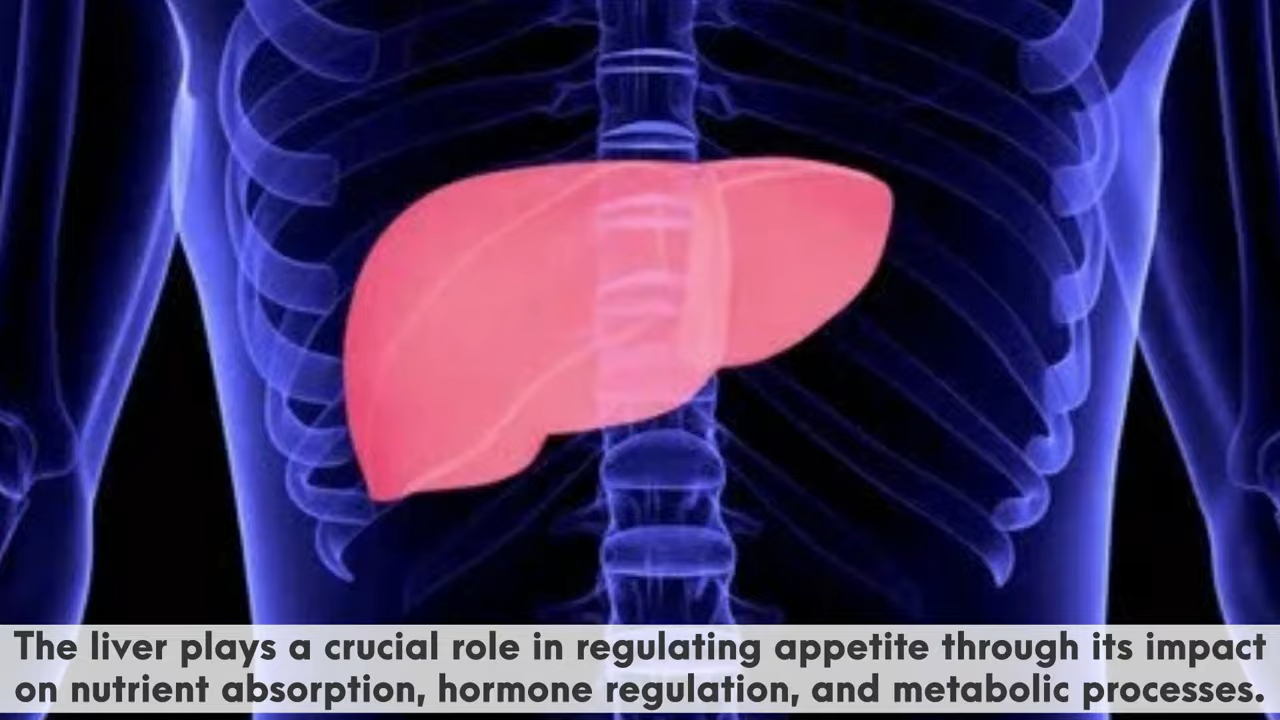 The liver plays a crucial role in regulating appetite through its impact
on nutrient absorption, hormone regulation, and metabolic processes.